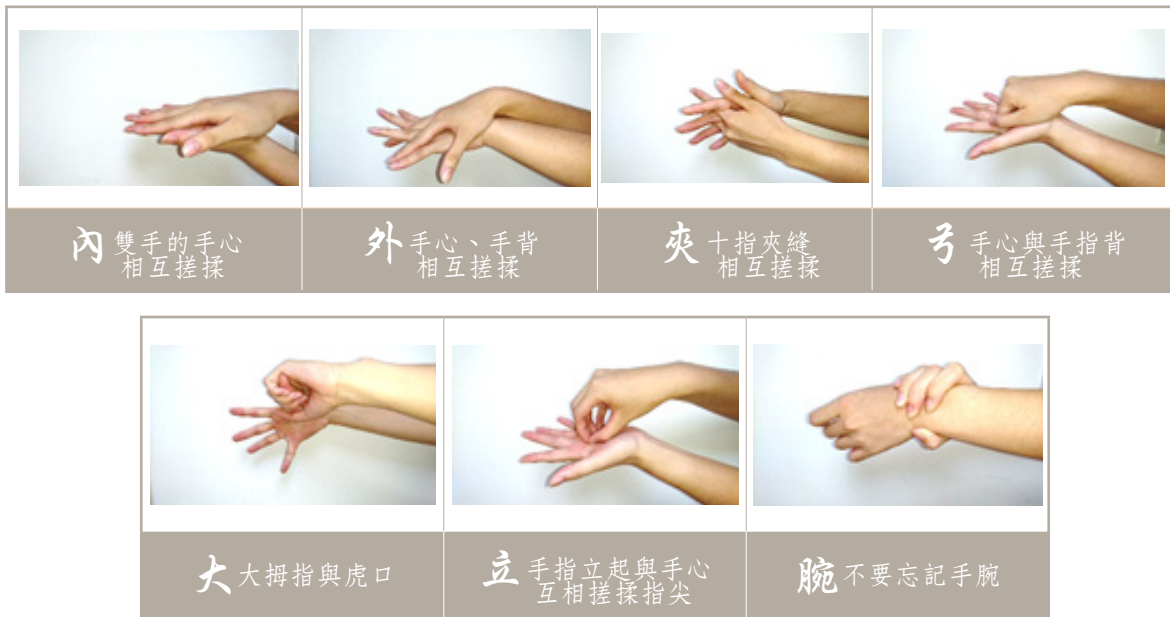 內 雙手的手心
相互搓揉
外 手心、手背
相互搓揉
夾 十指夾縫
相互搓揉
弓 手心與手指背
相互搓揉
大 大拇指與虎口
立 手指立起與手心
互相搓揉指尖
腕 不要忘記手腕